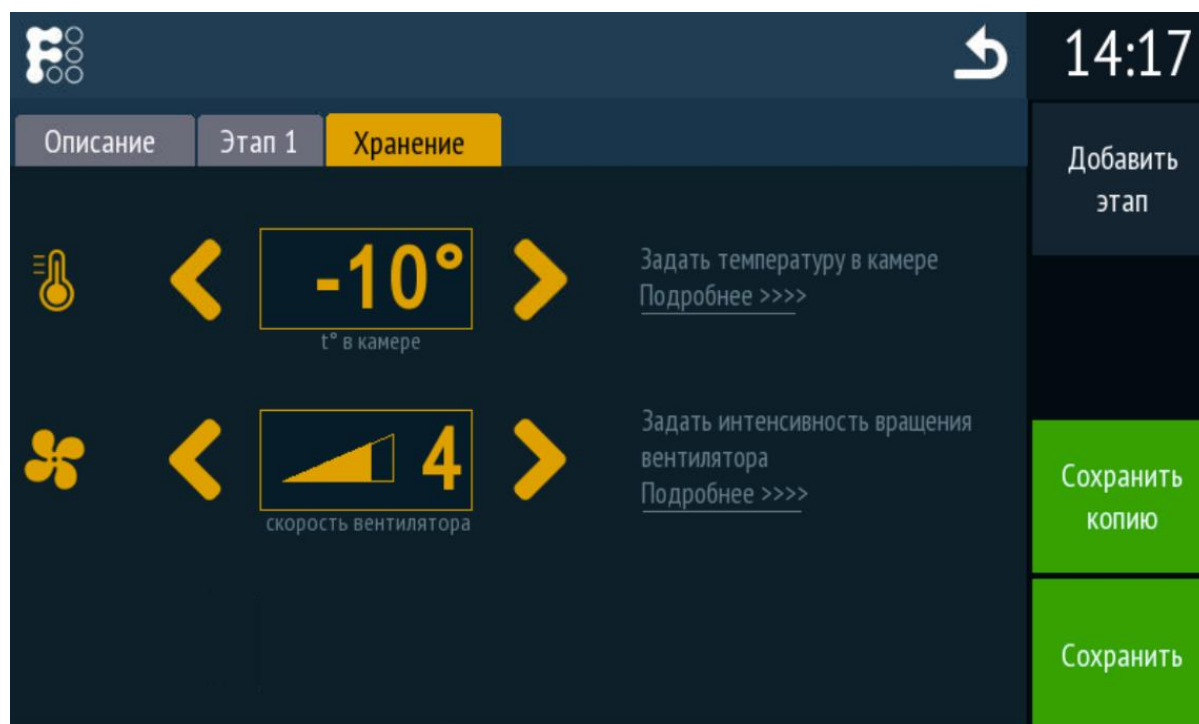 14:17
Описание
Этап 1
Хранение
Добавить
этап
-10°
t° в камере
Задать температуру в камере
Подробнее >>>>
4
скорость вентилятора
Задать интенсивность вращения
вентилятора
Подробнее >>>>
Сохранить
копию
Сохранить